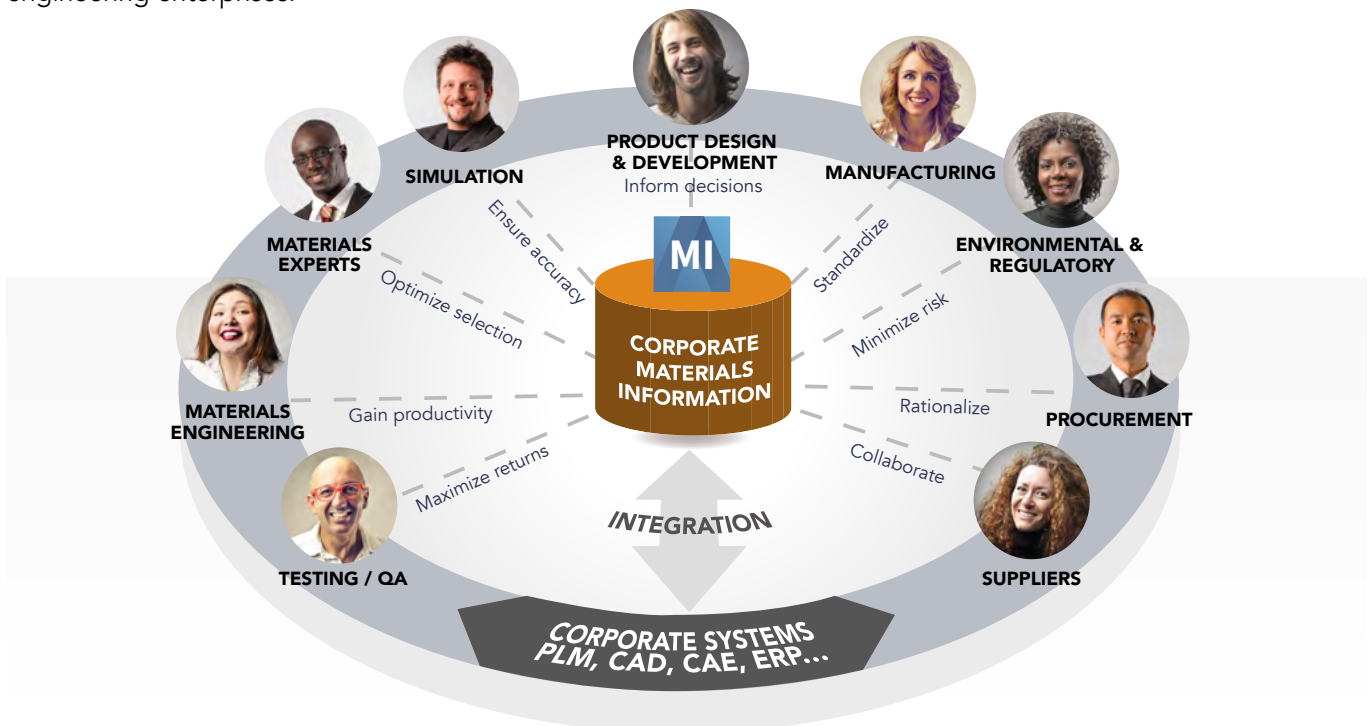 engineering enterprises.
PRODUCT DESIGN
& DEVELOPMENT
Inform decisions
SIMULATION
Ensure accuracy
MANUFACTURING
Standardize
MATERIALS
EXPERTS
Optimize selection
ENVIRONMENTAL &
REGULATORY
Minimize risk
MI
CORPORATE
MATERIALS
INFORMATION
MATERIALS
ENGINEERING
Gain productivity
Rationalize
PROCUREMENT
Maximize returns
Collaborate
TESTING / QA
SUPPLIERS
INTEGRATION
CORPORATE SYSTEMS
PLM, CAD, CAE, ERP...